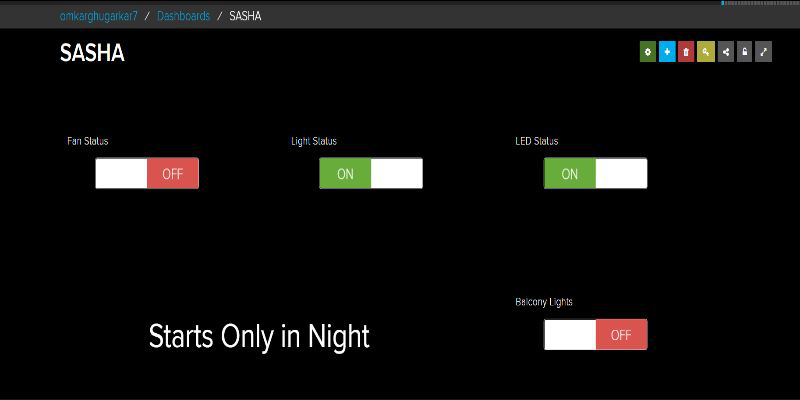 omkarghugarkar7 / Dashboards / SASHA
SASHA
Fan Status
Light Status
LED Status
OFF
ON
ON
Balcony Lights
Starts Only in Night
OFF